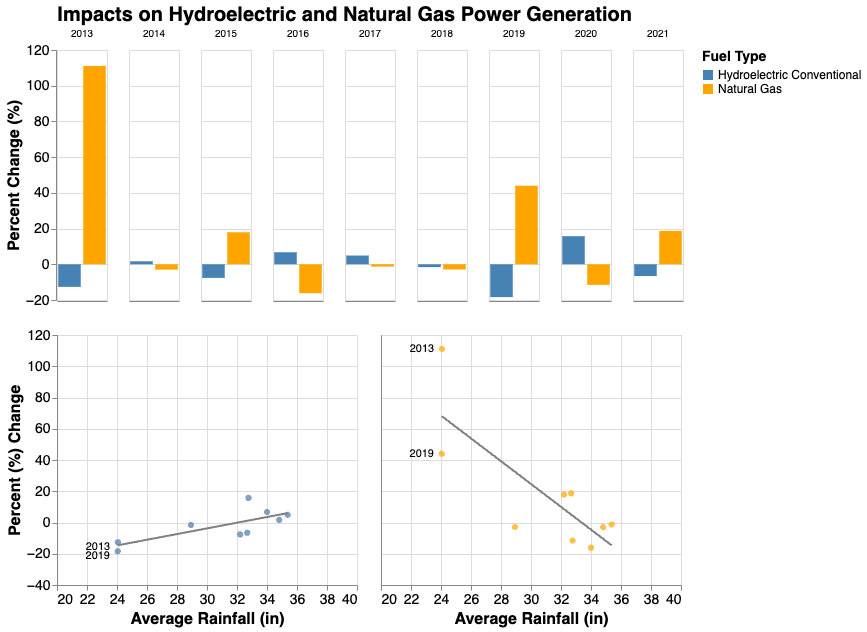 Impacts on Hydroelectric and Natural Gas Power Generation
2013 2014 2015 2016 2017 2018 2019 2020 2021
Percent Change (%)
120
100
80
60
40
20
0
−20
Fuel Type
Hydroelectric Conventional
Natural Gas
Percent (%) Change
120
100
80
60
40
20
0
−20
−40
2013
2019
20 22 24 26 28 30 32 34 36 38 40
Average Rainfall (in)
2013
2019
20 22 24 26 28 30 32 34 36 38 40
Average Rainfall (in)